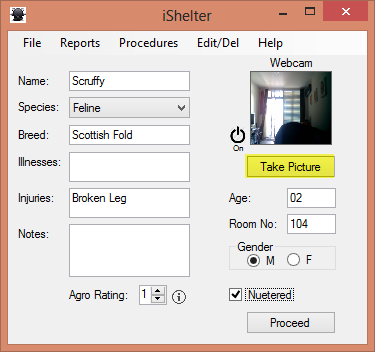 iShelter
File Reports Procedures Edit/Del Help
Webcam
Name: Scruffy
Species: Feline
On
Breed: Scottish Fold
Illnesses:
Take Picture
Injuries: Broken Leg
Age: 02
Room No: 104
Notes:
Gender
M F
Agro Rating: 1
Nuetered
Proceed